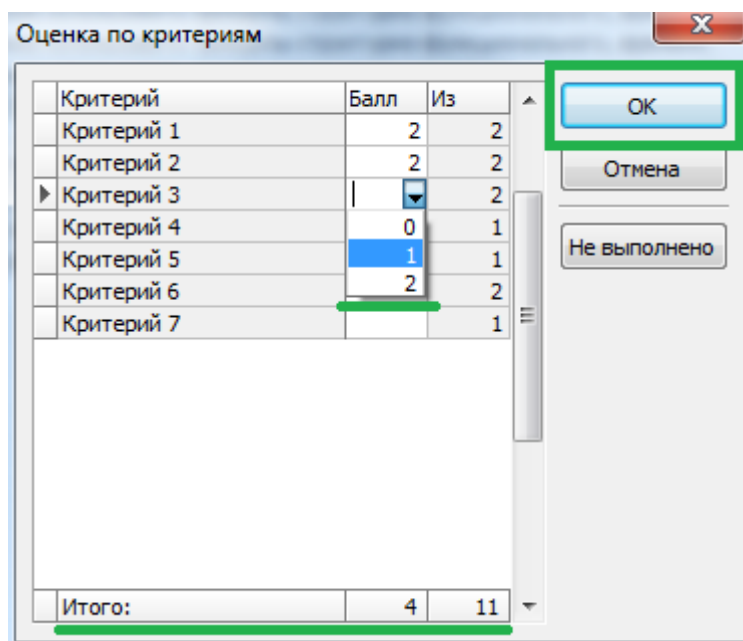 Оценка по критериям
X
Критерий Балл Из
Критерий 1 2 2
Критерий 2 2 2
Критерий 3 2
Критерий 4 0 1
Критерий 5 1 1
Критерий 6 2 2
Критерий 7 1
Итого: 4 11
ОК
Отмена
Не выполнено